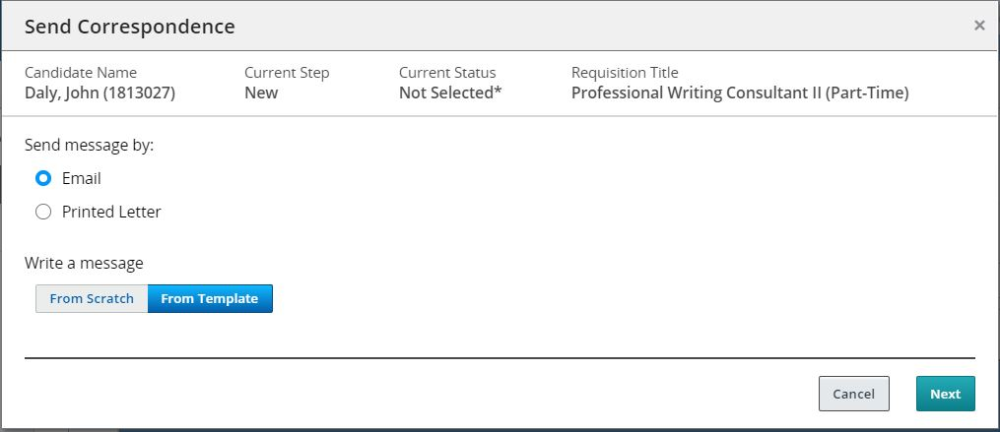 Send Correspondence ×
Candidate Name Current Step Current Status Requisition Title
Daly, John (1813027) New Not Selected* Professional Writing Consultant II (Part-Time)
Send message by:
Email
Printed Letter
Write a message
From Scratch From Template
Cancel Next